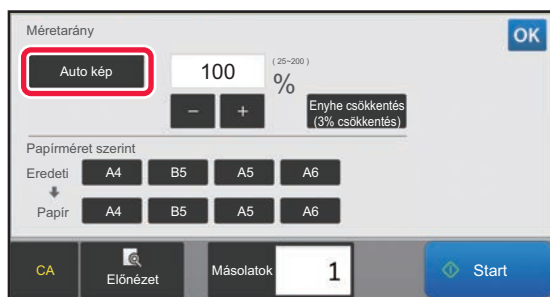 Méretarány
OK
Auto kép
100
(25~200)
%
− +
Enyhe csökkentés
(3% csökkentés)
Papírméret szerint
Eredeti A4 B5 A5 A6
Papír A4 B5 A5 A6
CA
Előnézet
Másolatok 1
Start